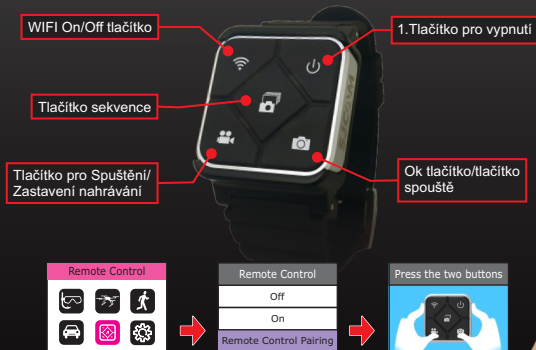 WIFI On/Off tlačítko
1.Tlačítko pro vypnutí
Tlačítko sekvence
Tlačítko pro Spuštění/
Zastavení nahrávání
Ok tlačítko/tlačítko
spouště
Remote Control
Remote Control
Off
On
Remote Control Pairing
Press the two buttons